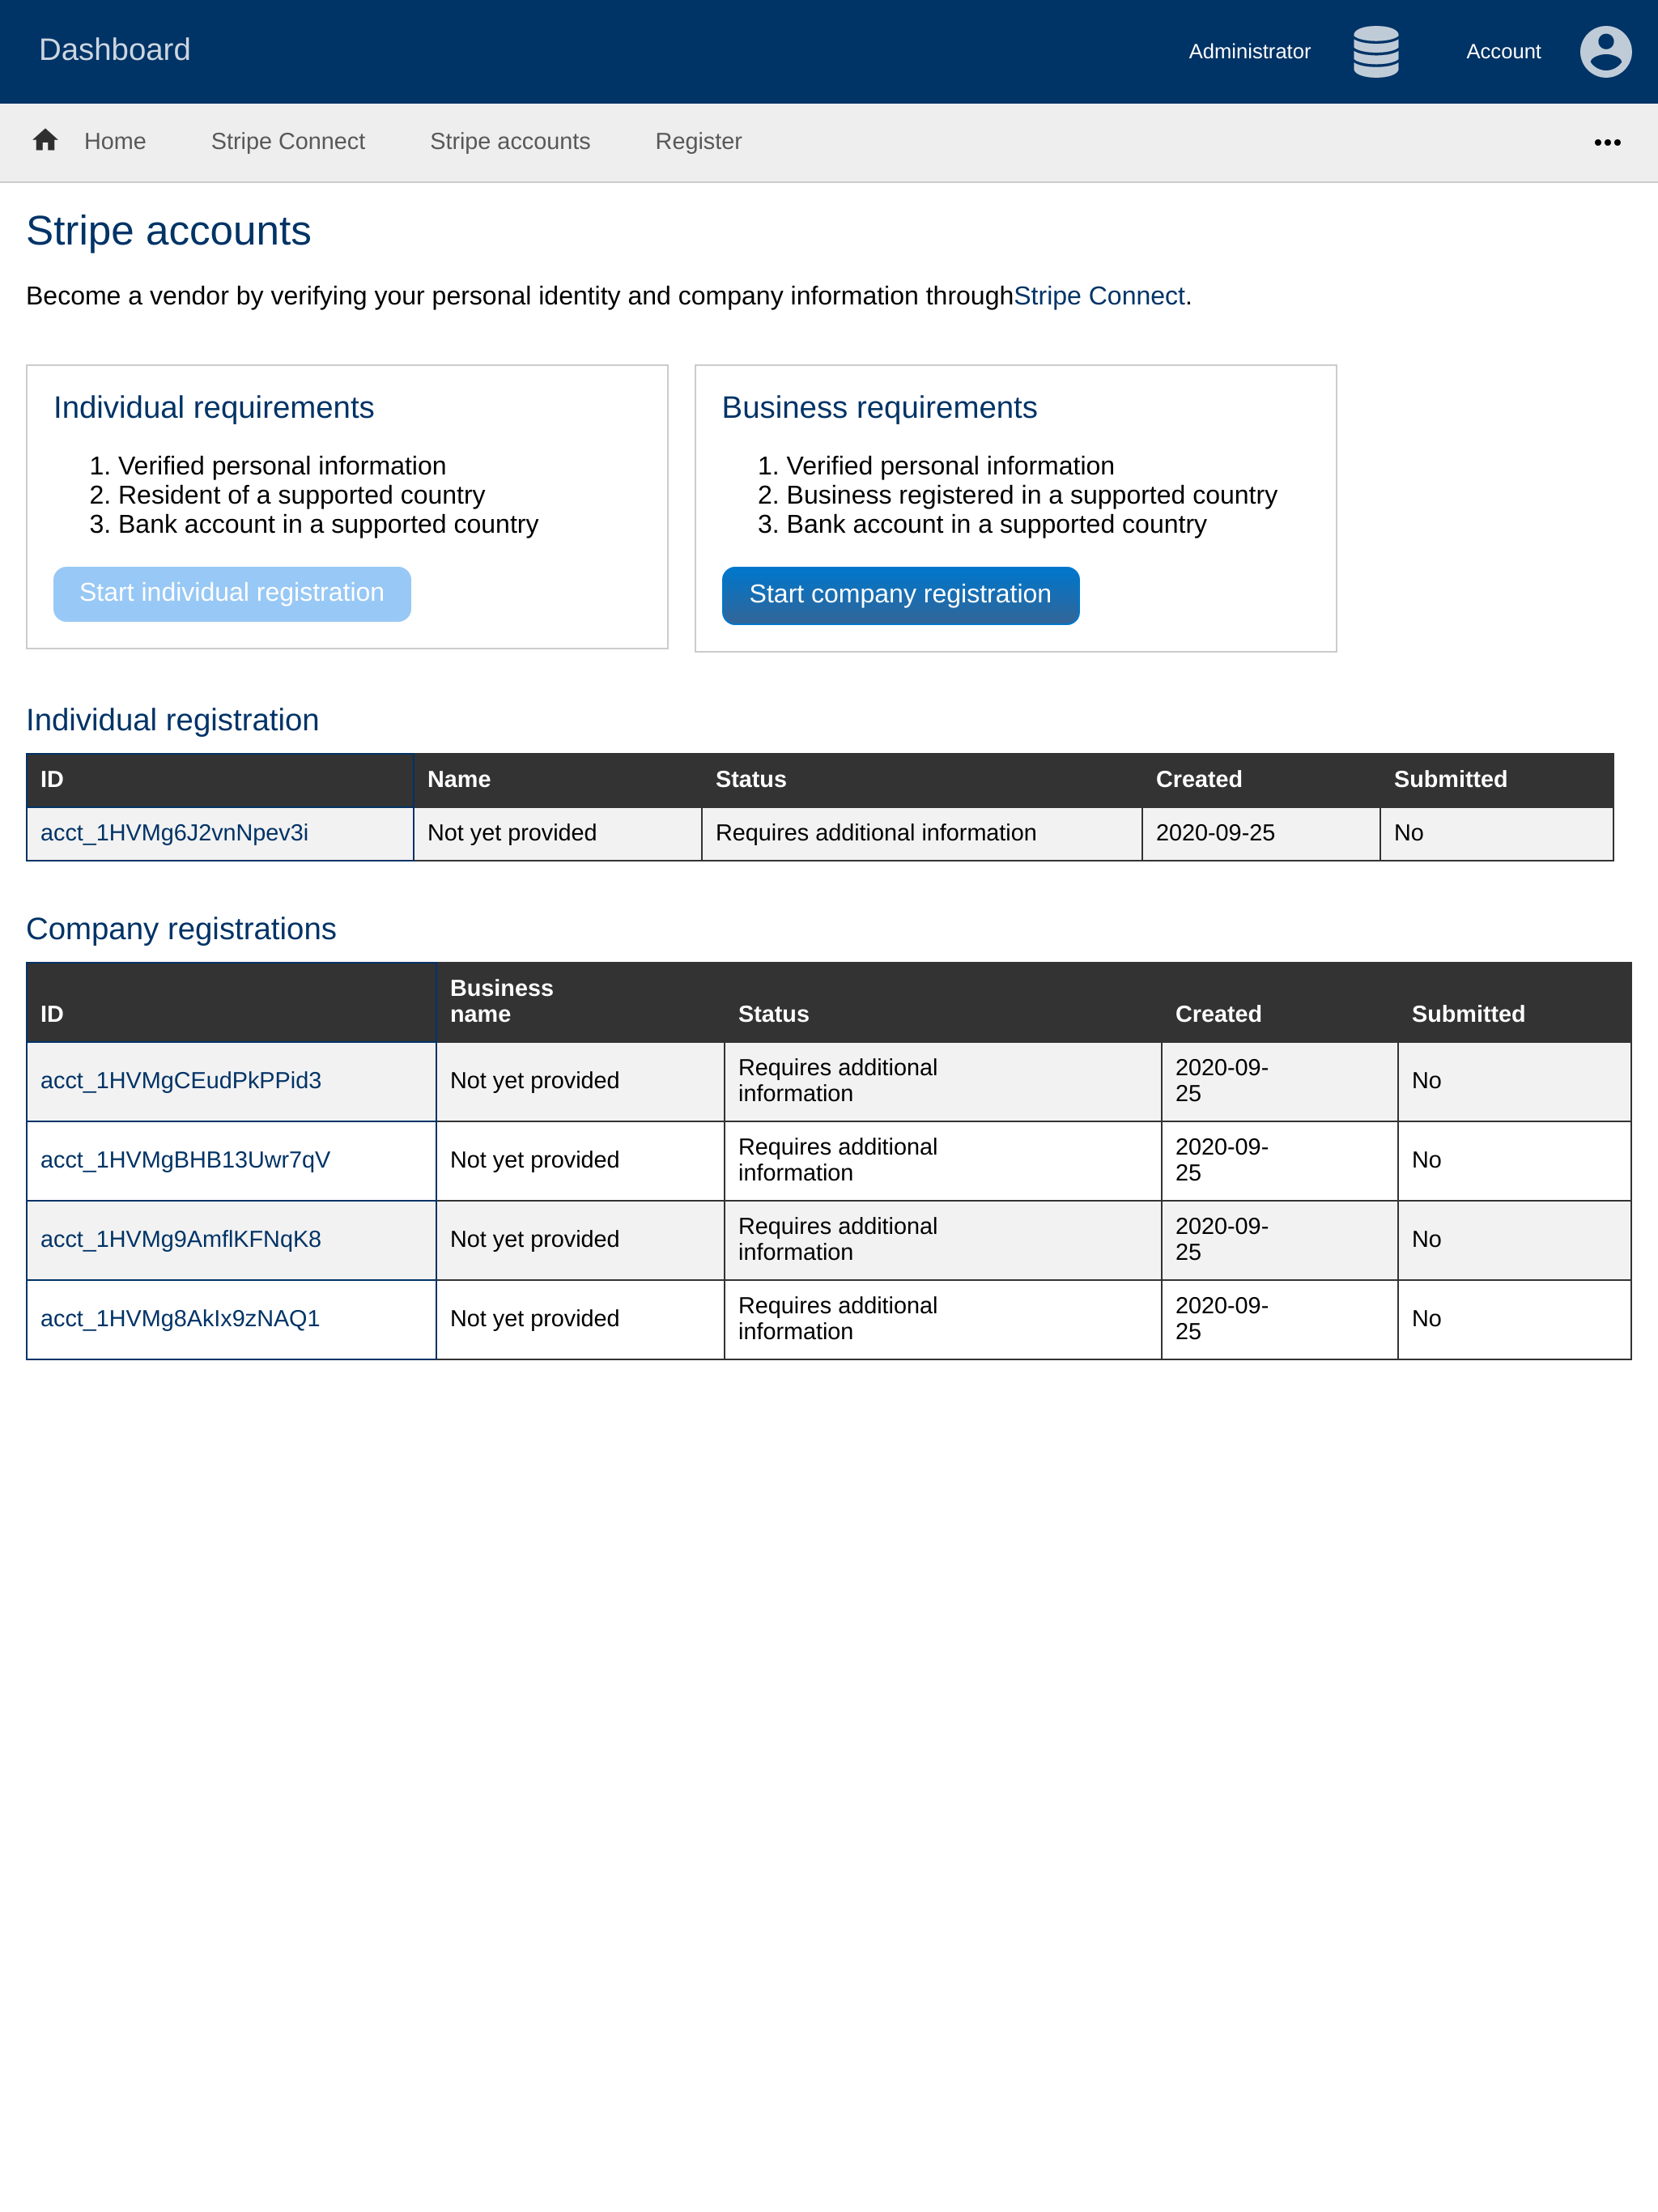 Dashboard
Administrator
Account
Home
Stripe Connect
Stripe accounts
Register
Stripe accounts
Become a vendor by verifying your personal identity and company information throughStripe Connect.
Individual requirements
1. Verified personal information
2. Resident of a supported country
3. Bank account in a supported country
Start individual registration
Business requirements
1. Verified personal information
2. Business registered in a supported country
3. Bank account in a supported country
Start company registration
Individual registration
ID Name Status Created Submitted
acct_1HVMg6J2vnNpev3i Not yet provided Requires additional information 2020-09-25 No
Company registrations
ID
Business
name
Status
Created
Submitted
acct_1HVMgCEudPkPPid3
Not yet provided
Requires additional
information
2020-09-
25
No
acct_1HVMgBHB13Uwr7qV
Not yet provided
Requires additional
information
2020-09-
25
No
acct_1HVMg9AmflKFNqK8
Not yet provided
Requires additional
information
2020-09-
25
No
acct_1HVMg8AkIx9zNAQ1
Not yet provided
Requires additional
information
2020-09-
25
No